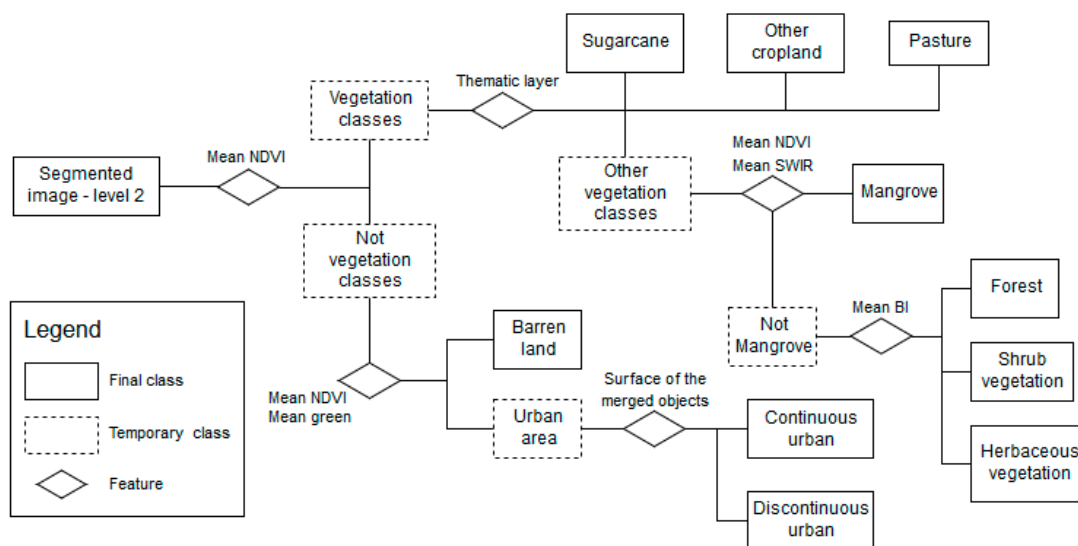 Sugarcane
Other
cropland
Pasture
Thematic layer
Vegetation
classes
Mean NDVI
Segmented
image - level 2
Other
vegetation
classes
Mean NDVI
Mean SWIR
Mangrove
Not
vegetation
classes
Not
Mangrove
Mean BI
Forest
Shrub
vegetation
Herbaceous
vegetation
Mean NDVI
Mean green
Barren
land
Urban
area
Surface of the
merged objects
Continuous
urban
Discontinuous
urban
Legend
Final class
Temporary class
Feature